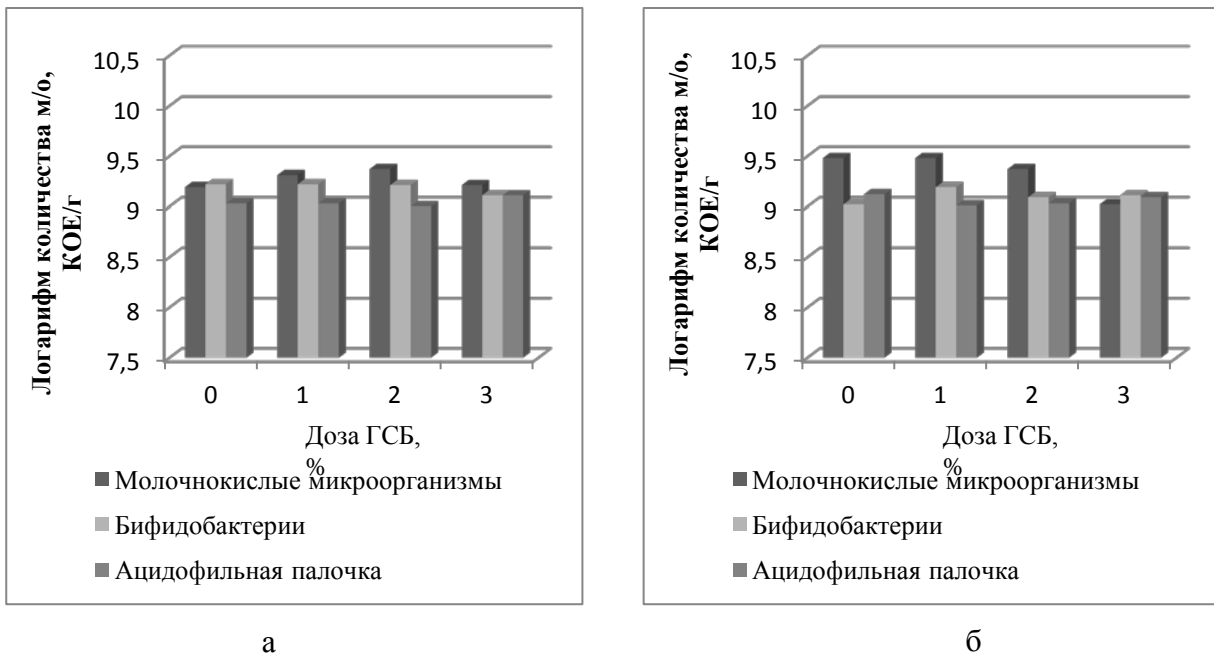 Логарифм количества м/о,
КОЕ/г
10,5
10
9,5
9
8,5
8
7,5
0 1 2 3
Доза ГСБ,
%
Молочнокислые микроорганизмы
Бифидобактерии
Ацидофильная палочка
а
Логарифм количества м/о,
КОЕ/г
10,5
10
9,5
9
8,5
8
7,5
0 1 2 3
Доза ГСБ,
%
Молочнокислые микроорганизмы
Бифидобактерии
Ацидофильная палочка
б